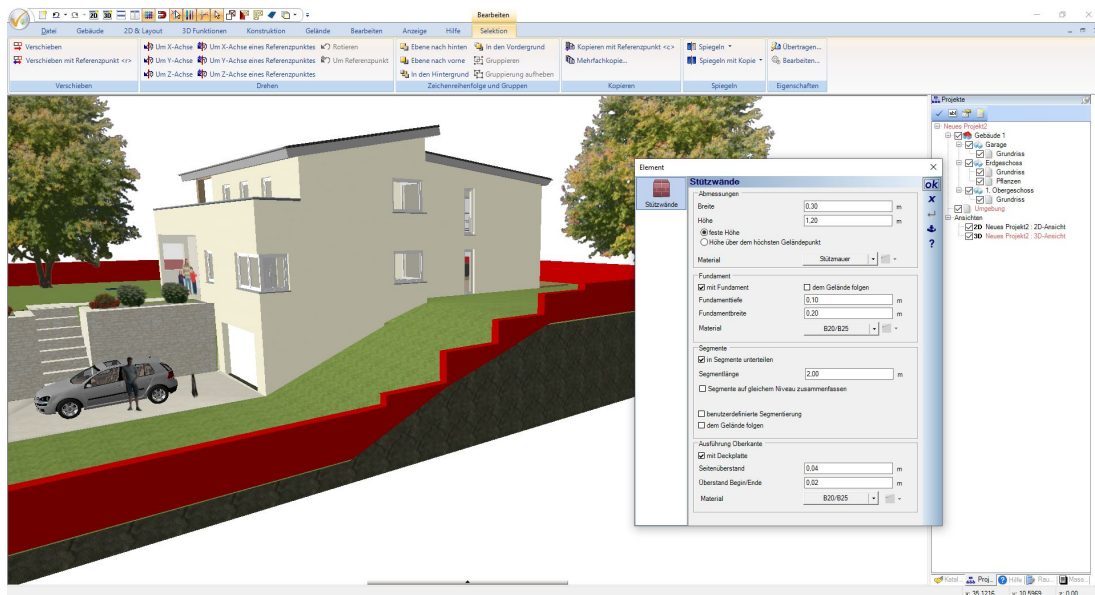 2D 3D
Bearbeiten
Datei Gebäude 2D & Layout 3D Funktionen Konstruktion Gelände Bearbeiten Anzeige Hilfe Selektion
Verschieben
Verschieben mit Referenzpunkt <r>
Verschieben
Um X-Achse Um X-Achse eines Referenzpunktes Rotieren
Um Y-Achse Um Y-Achse eines Referenzpunktes Um Referenzpunkt
Um Z-Achse Um Z-Achse eines Referenzpunktes
Drehen
Ebene nach hinten In den Vordergrund
Ebene nach vorne Gruppieren
In den Hintergrund Gruppierung aufheben
Zeichenreihenfolge und Gruppen
Kopieren mit Referenzpunkt <c>
Mehrfachkopie...
Kopieren
Spiegeln
Spiegeln mit Kopie
Spiegeln
Übertragen...
Bearbeiten...
Eigenschaften
Element
Stützwände
Stützwände
Abmessungen
Breite 0,30 m
Höhe 1,20 m
feste Höhe
Höhe über dem höchsten Geländepunkt
Material Stützmauer
Fundament
mit Fundament dem Gelände folgen
Fundamenttiefe 0,10 m
Fundamentbreite 0,20 m
Material B20/B25
Segmente
in Segmente unterteilen
Segmentlänge 2,00 m
Segmente auf gleichem Niveau zusammenfassen
benutzerdefinierte Segmentierung
dem Gelände folgen
Ausführung Oberkante
mit Deckplatte
Seitenüberstand 0,04 m
Überstand Begin/Ende 0,02 m
Material B20/B25
ok
x
?
Projekte
abl
Neues Projekt2
Gebäude 1
Garage
Grundriss
Erdgeschoss
Grundriss
Pflanzen
1. Obergeschoss
Grundriss
Umgebung
Ansichten
2D Neues Projekt2 : 2D-Ansicht
3D Neues Projekt2 : 3D-Ansicht
Katal... Proj... Hilfe Rau... Mass...
x: 35,1216 y: 10,5969 z: 0,00